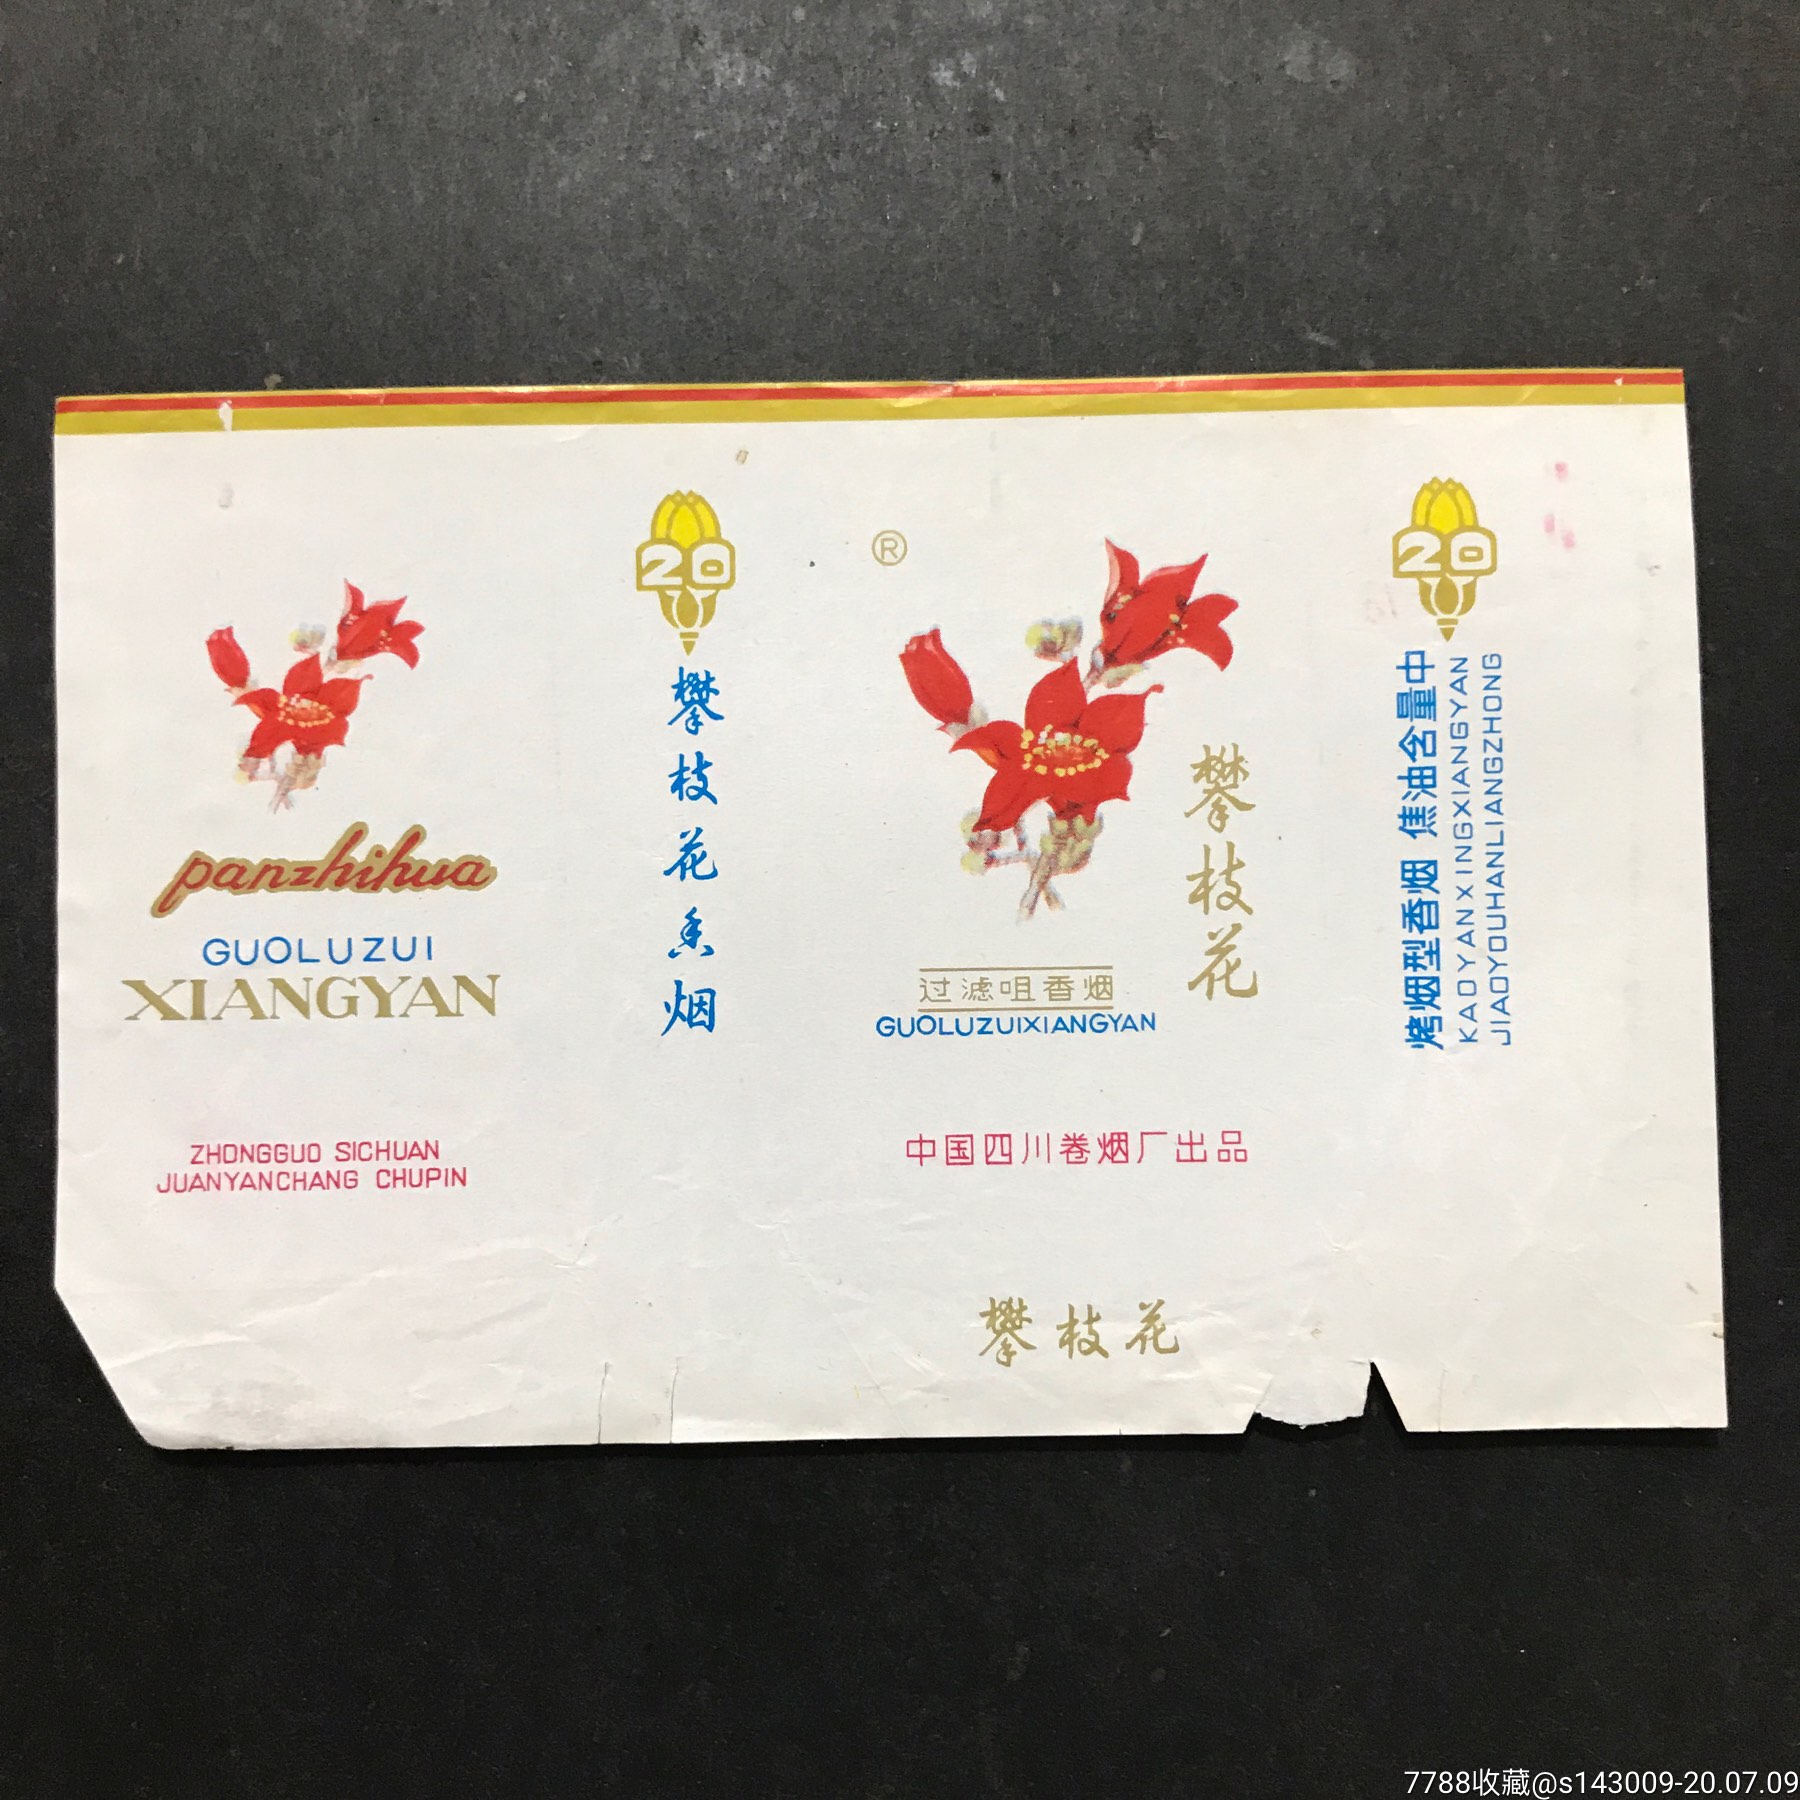 panzhihua
GUOLUZUI
XIANGYAN
ZHONGGUO SICHUAN
JUANYANCHANG CHUPIN
20
攀枝花香烟
®
攀枝花
过滤咀香烟
GUOLUZUIXIANGYAN
中国四川卷烟厂出品
攀枝花
20
烤烟型香烟 焦油含量中
KAOYANXINGXIANGYAN
JIAOYOUHANLIANGZHONG
7788收藏@s143009-20.07.09